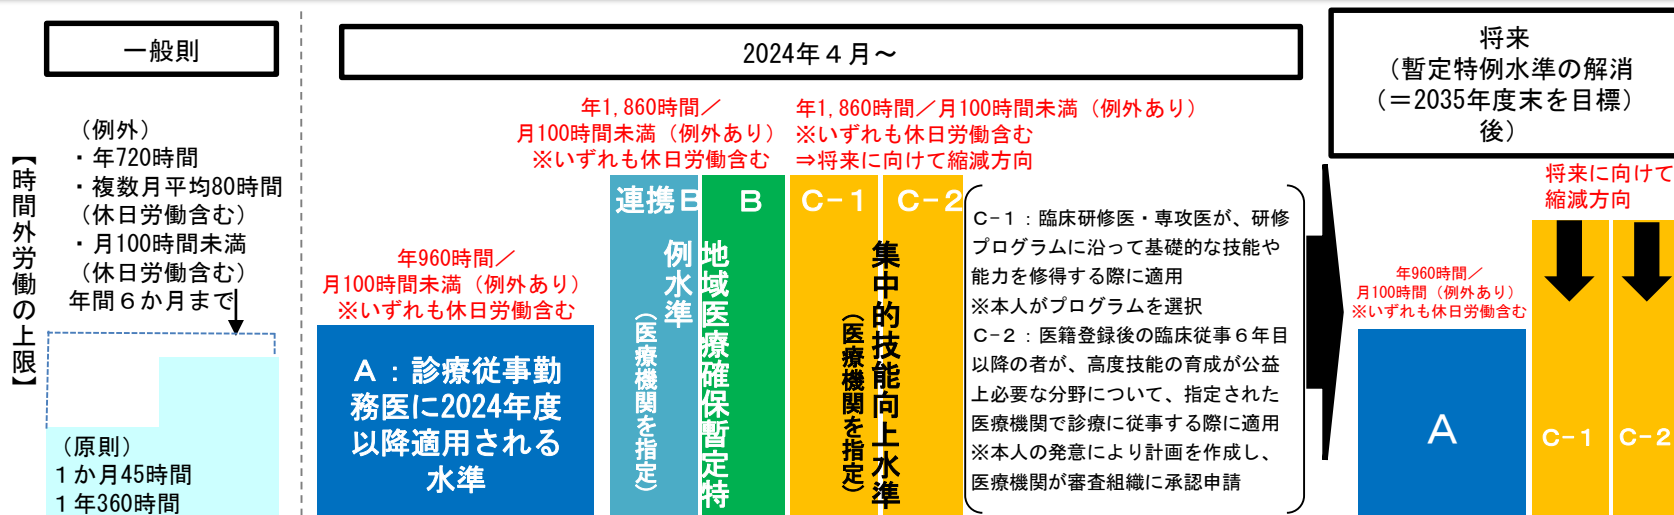 一般則
2024年４月～
将来
（暫定特例水準の解消
（＝2035年度末を目標）
後）
【時間外労働の上限】
（例外）
・年720時間
・複数月平均80時間
（休日労働含む）
・月100時間未満
（休日労働含む）
年間６か月まで
（原則）
１か月45時間
１年360時間
年960時間／
月100時間未満（例外あり）
※いずれも休日労働含む
Ａ：診療従事勤
務医に2024年度
以降適用される
水準
年1,860時間／
月100時間未満（例外あり）
※いずれも休日労働含む
連携Ｂ
Ｂ
地域医療確保暫定特
例水準
（医療機関を指定）
年1,860時間／月100時間未満（例外あり）
※いずれも休日労働含む
⇒将来に向けて縮減方向
Ｃ-１
Ｃ-２
集中的技能向上水準
（医療機関を指定）
Ｃ-１：臨床研修医・専攻医が、研修
プログラムに沿って基礎的な技能や
能力を修得する際に適用
※本人がプログラムを選択
Ｃ-２：医籍登録後の臨床従事６年目
以降の者が、高度技能の育成が公益
上必要な分野について、指定された
医療機関で診療に従事する際に適用
※本人の発意により計画を作成し、
医療機関が審査組織に承認申請
年960時間／
月100時間（例外あり）
※いずれも休日労働含む
Ａ
将来に向けて
縮減方向
Ｃ-１
Ｃ-２